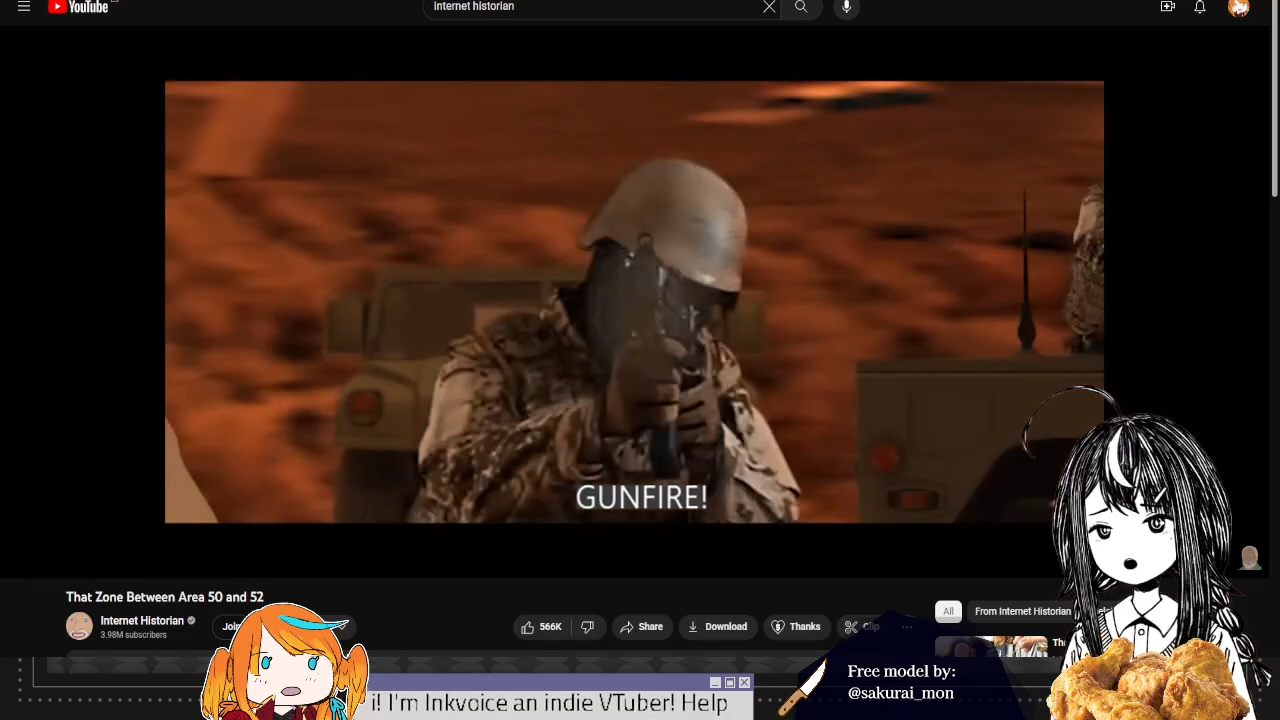 YouTube
internet historian
GUNFIRE!
That Zone Between Area 50 and 52
Internet Historian
3.98M subscribers
566K
Share
Download
Thanks
Clip
All
From Internet Historian
i! I'm Inkvoice an indie VTuber! Help
Free model by:
@sakurai_mon